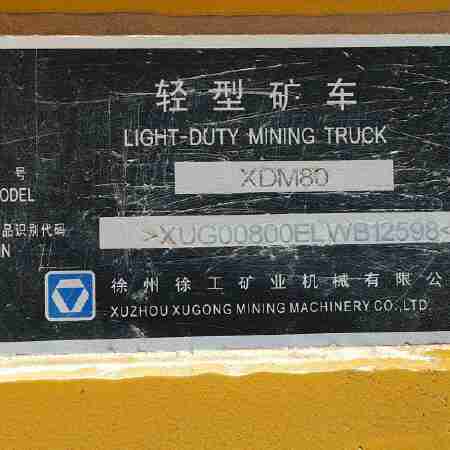 轻型矿车
LIGHT-DUTY MINING TRUCK
号
ODEL XDM80
品识别代码
N >XUG00800ELWB12598<
徐州徐工矿业机械有限公
XUZHOU XUGONG MINING MACHINERY CO.,LTD